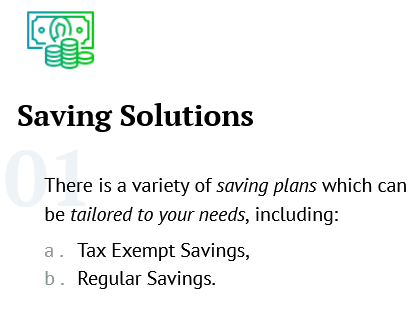 Saving Solutions
01
There is a variety of saving plans which can
be tailored to your needs, including:
a . Tax Exempt Savings,
b . Regular Savings.